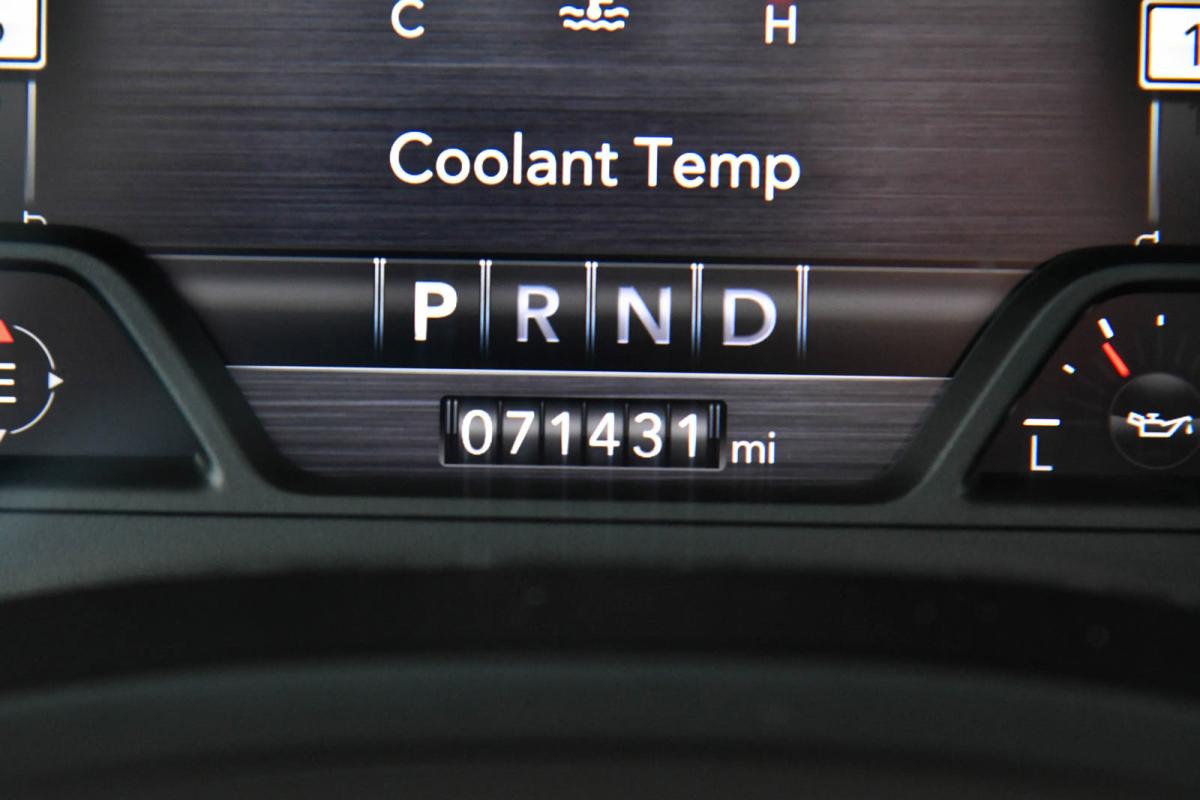 C H
Coolant Temp
P R N D
071431 mi
L